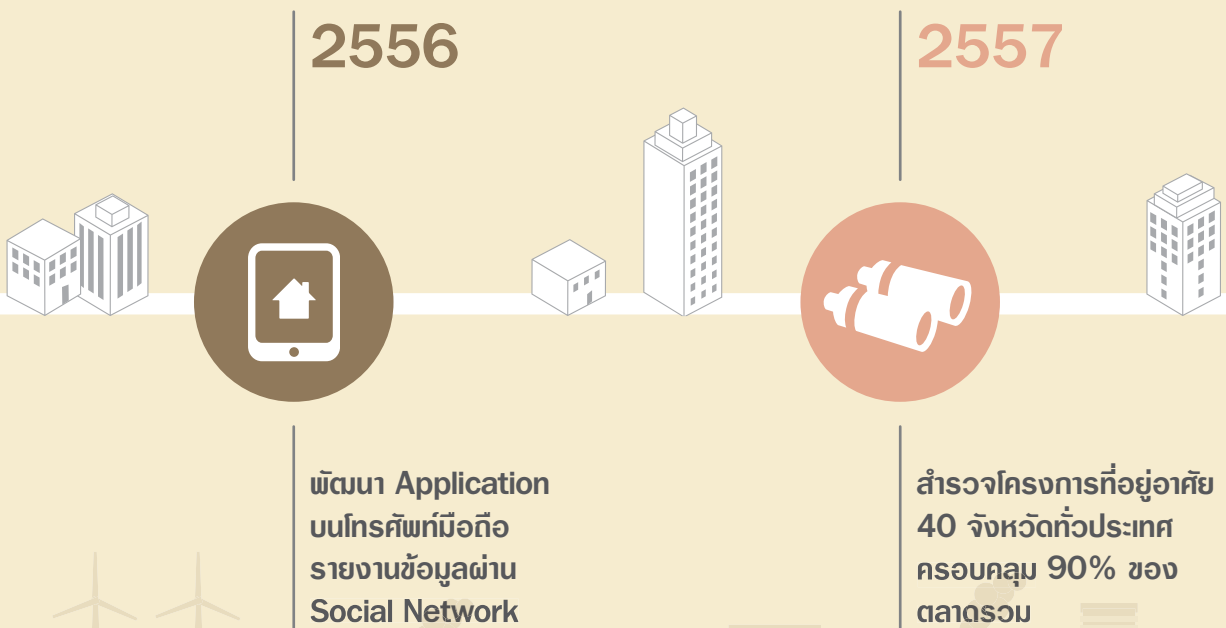 2556
พัฒนา Application
บนโทรศัพท์มือถือ
รายงานข้อมูลผ่าน
Social Network
2557
สำรวจโครงการที่อยู่อาศัย
40 จังหวัดทั่วประเทศ
ครอบคลุม 90% ของ
ตลาดรวม